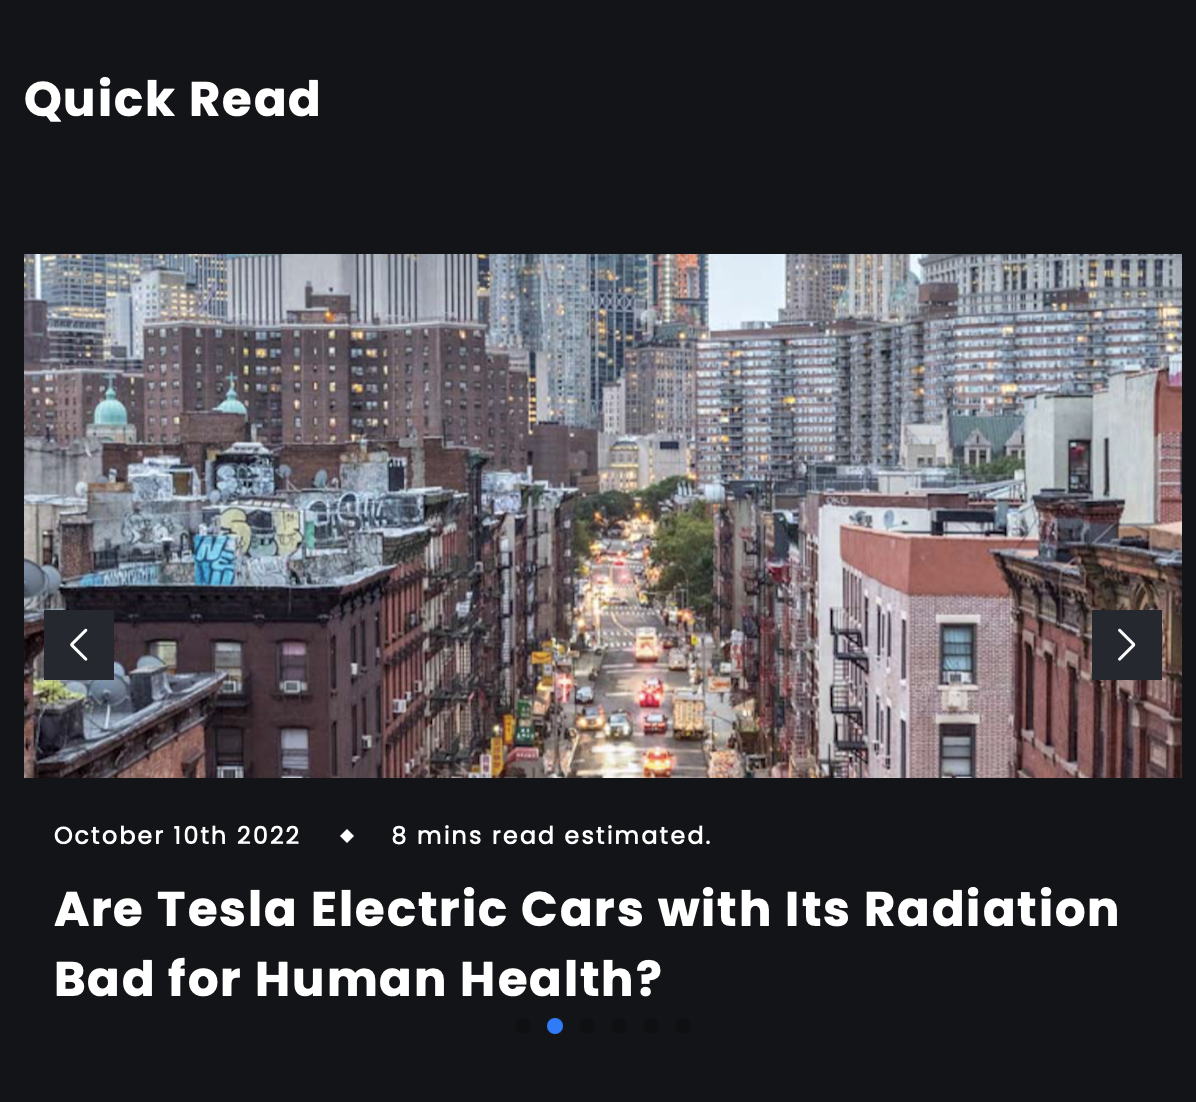 Quick Read
October 10th 2022 ◆ 8 mins read estimated.
Are Tesla Electric Cars with Its Radiation
Bad for Human Health?